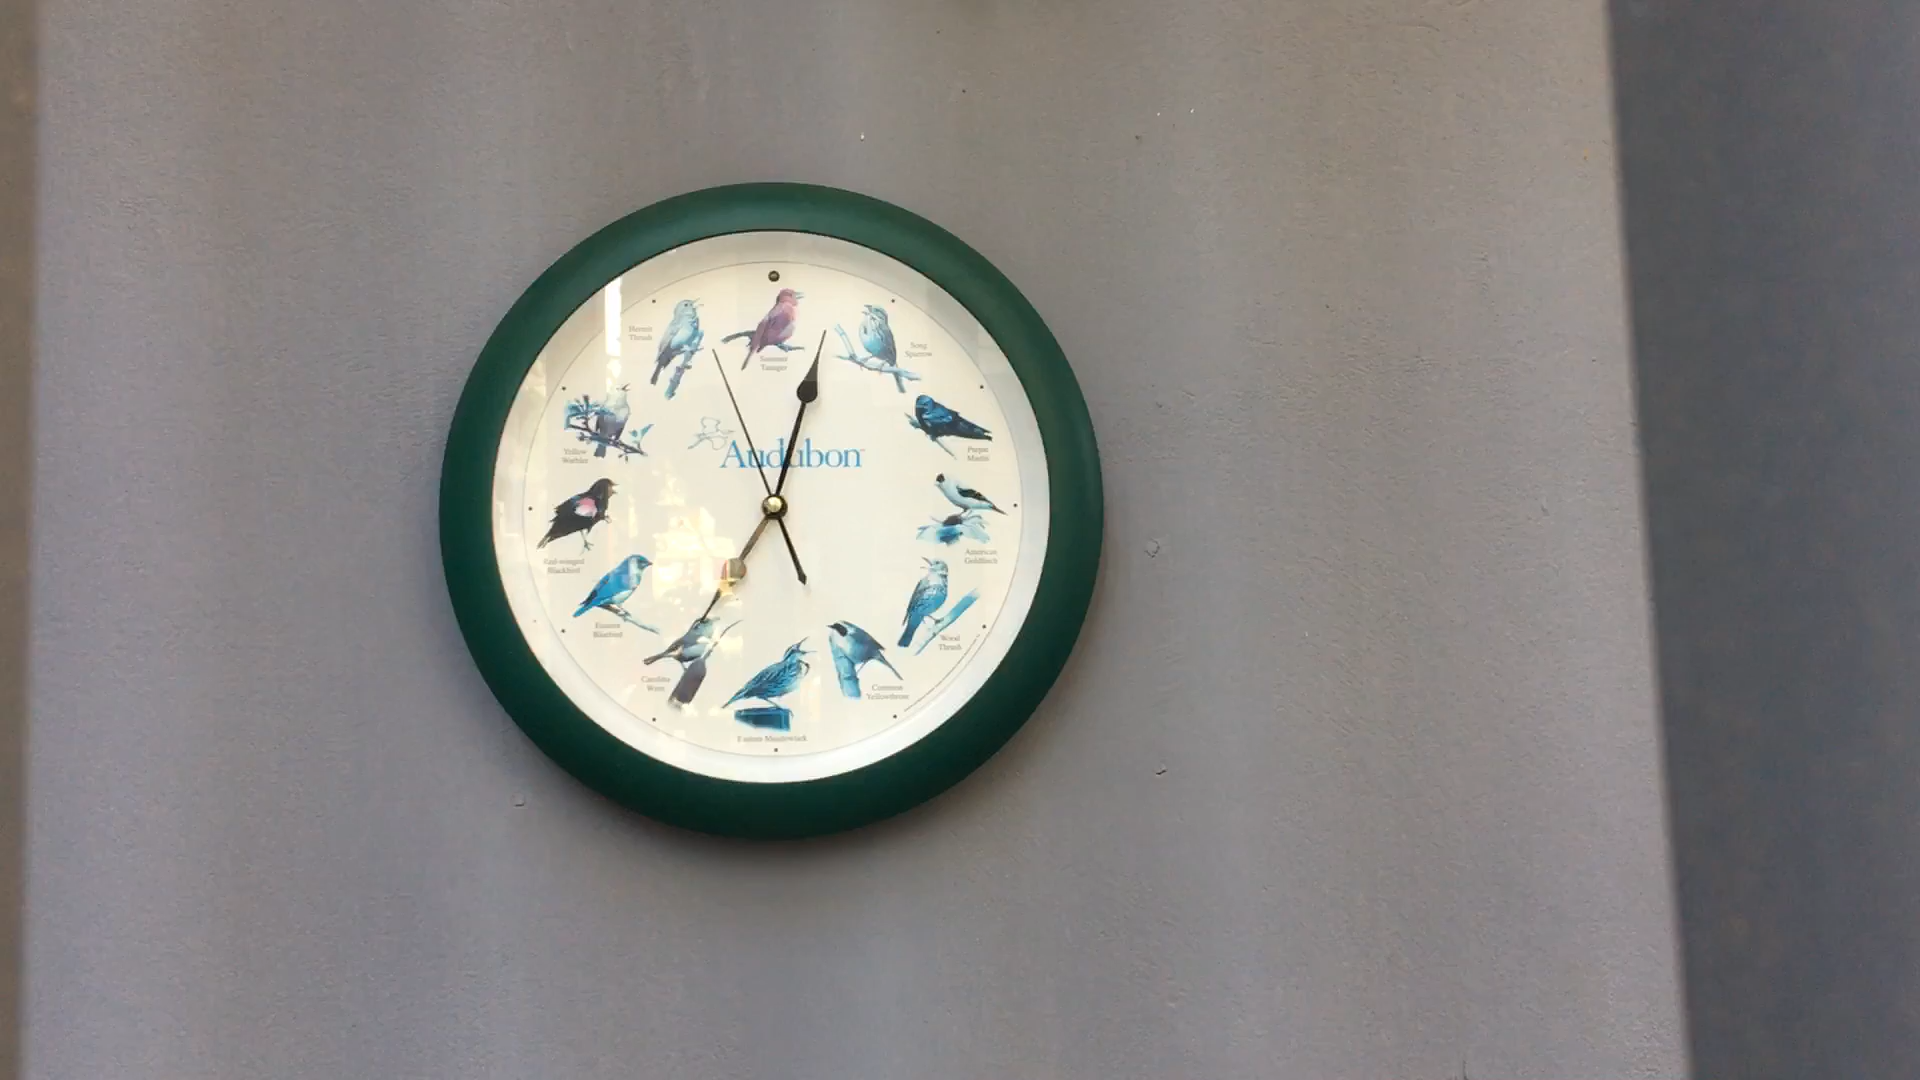 Hermit
Thrush
Summer
Tanager
Song
Sparrow
Yellow
Warbler
Audubon
Purple
Martin
Red-winged
Blackbird
American
Goldfinch
Eastern
Bluebird
Wood
Thrush
Carolina
Wren
Common
Yellowthroat
Eastern Meadowlark